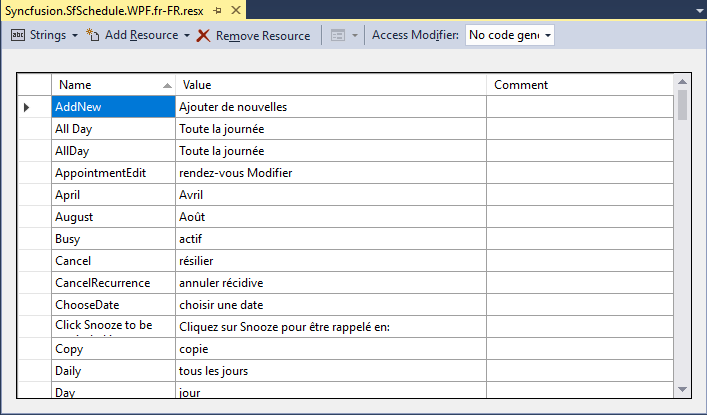 Syncfusion.SfSchedule.WPF.fr-FR.resx
Strings Add Resource Remove Resource Access Modifier: No code gen
Name Value Comment
AddNew Ajouter de nouvelles
All Day Toute la journée
AllDay Toute la journée
AppointmentEdit rendez-vous Modifier
April Avril
August Août
Busy actif
Cancel résilier
CancelRecurrence annuler récidive
ChooseDate choisir une date
Click Snooze to be Cliquez sur Snooze pour être rappelé en:
Copy copie
Daily tous les jours
Day jour